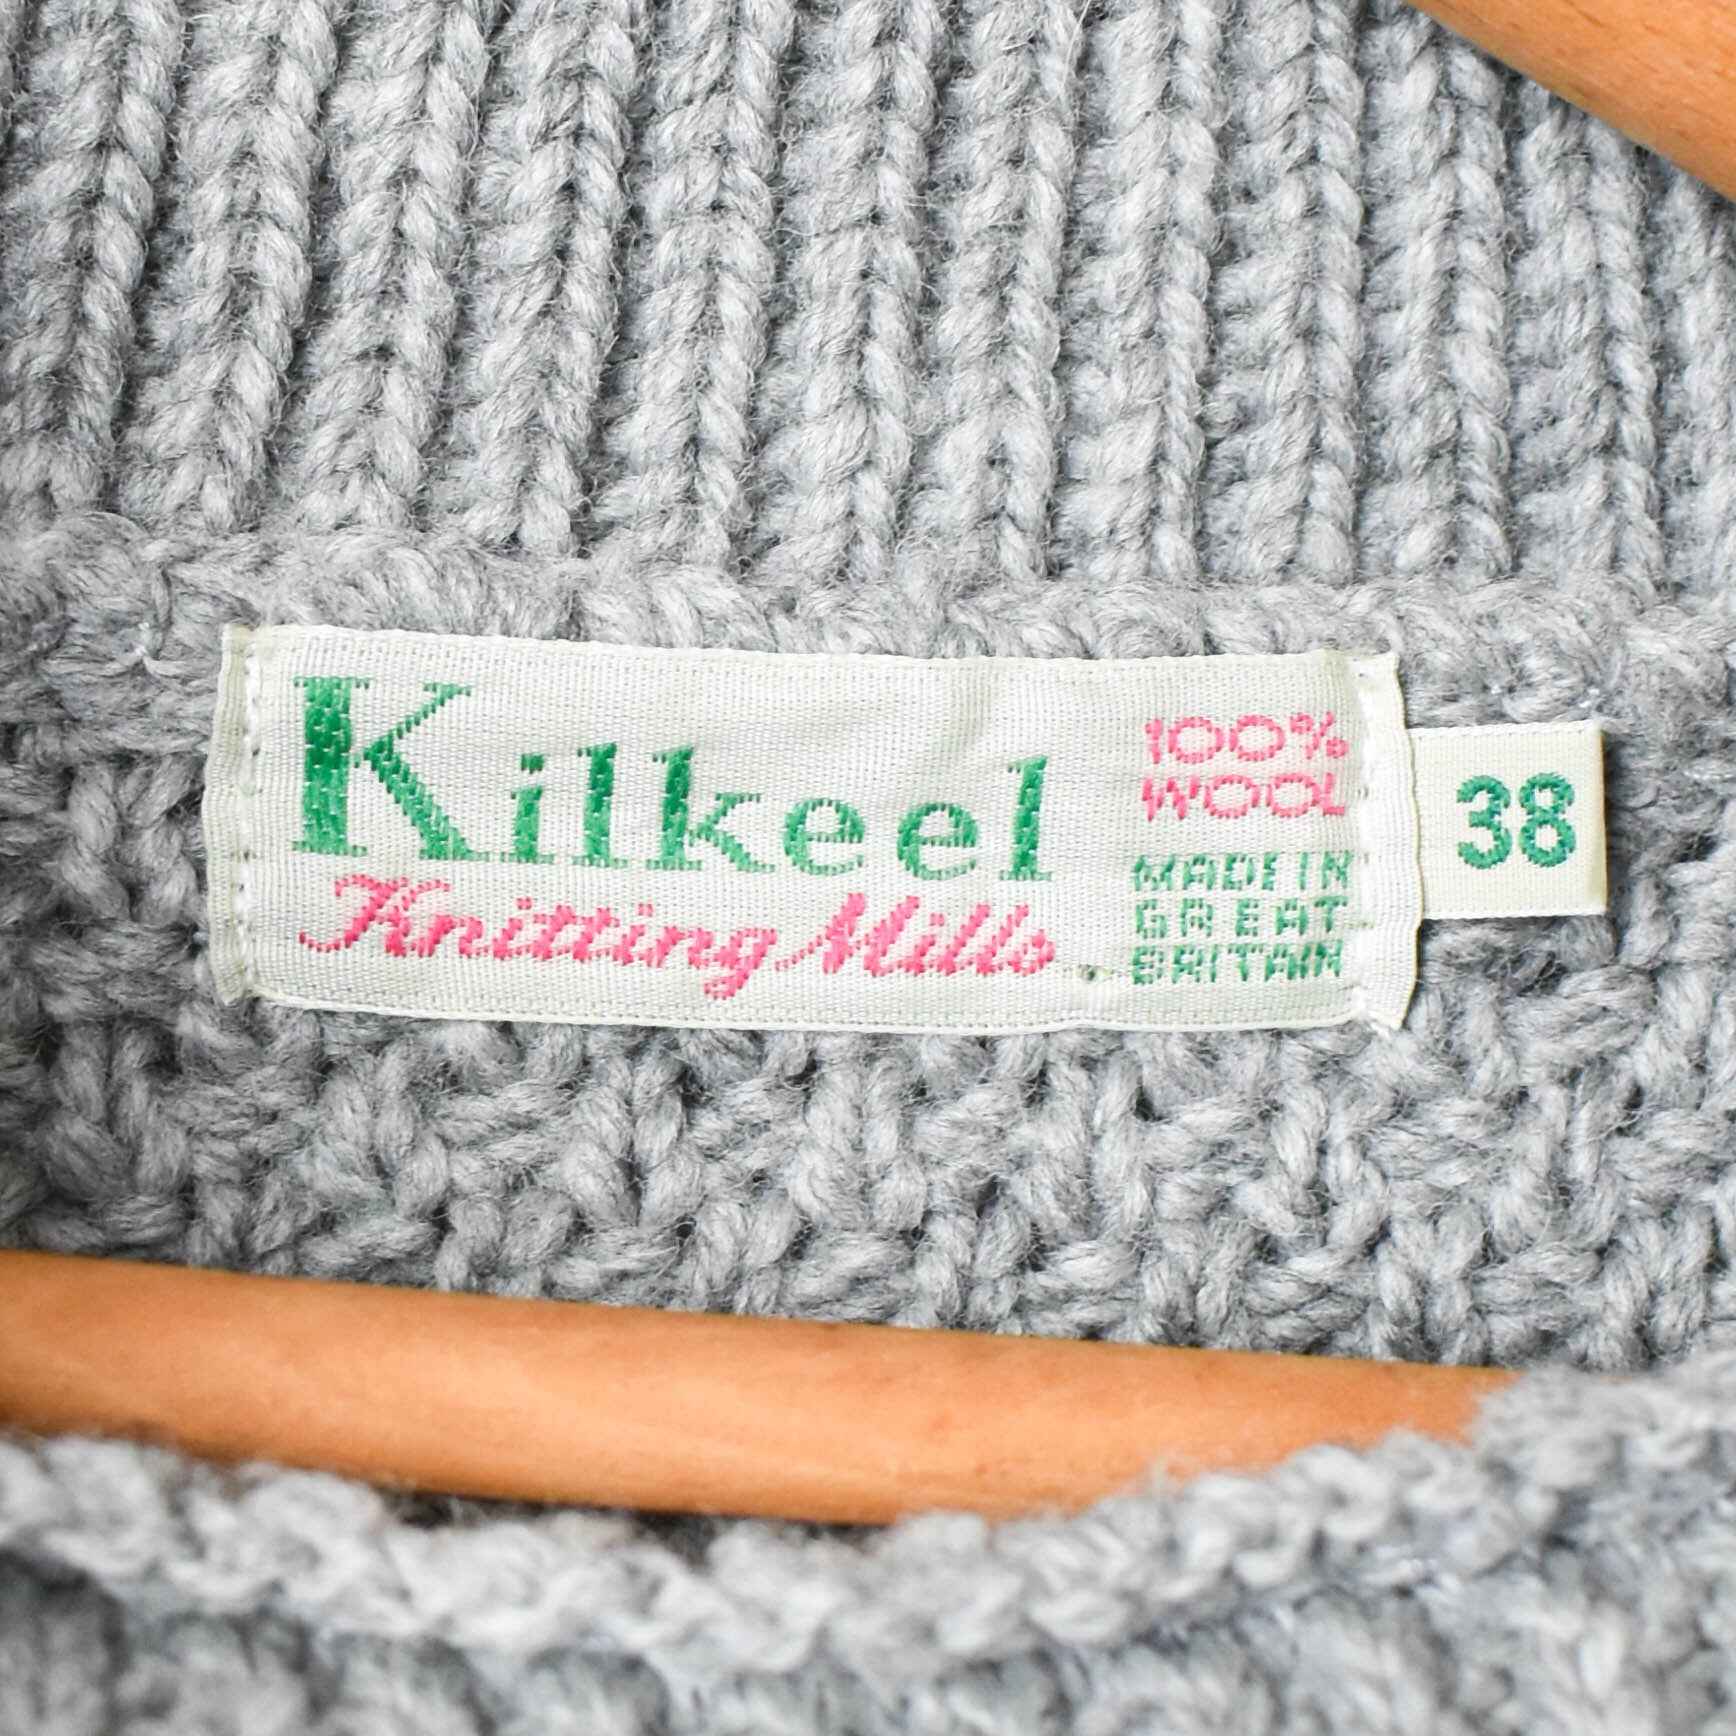 Kilkeel
Knitting Mills
100%
WOOL
MADE IN
GREAT
BRITAIN
38